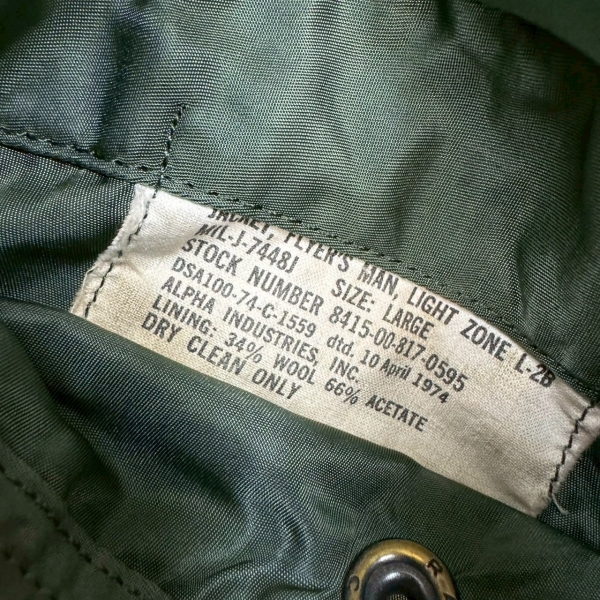 JACKET, FLYER'S MAN, LIGHT ZONE L-2B
MIL-J-7448J SIZE: LARGE
STOCK NUMBER 8415-00-817-0595
DSA100-74-C-1559 dtd. 10 April 1974
ALPHA INDUSTRIES, INC.
LINING: 34% WOOL 66% ACETATE
DRY CLEAN ONLY